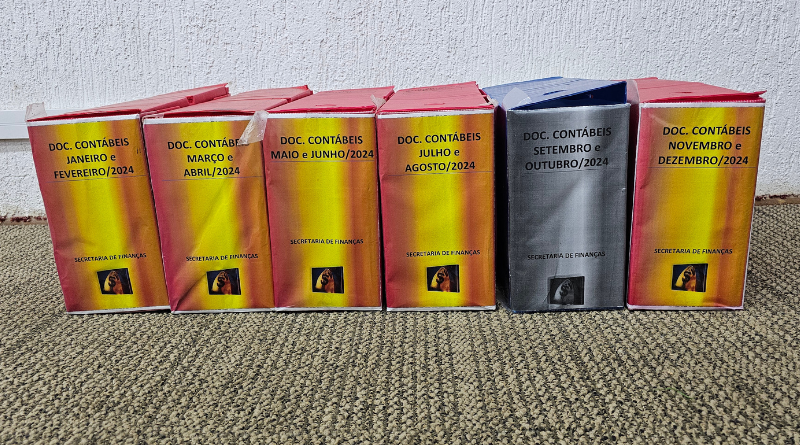 DOC. CONTÁBEIS
JANEIRO e
FEVEREIRO/2024
SECRETARIA DE FINANÇAS
DOC. CONTÁBEIS
MARÇO e
ABRIL/2024
SECRETARIA DE FINANÇAS
DOC. CONTÁBEIS
MAIO e JUNHO/2024
SECRETARIA DE FINANÇAS
DOC. CONTÁBEIS
JULHO e
AGOSTO/2024
SECRETARIA DE FINANÇAS
DOC. CONTÁBEIS
SETEMBRO e
OUTUBRO/2024
SECRETARIA DE FINANÇAS
DOC. CONTÁBEIS
NOVEMBRO e
DEZEMBRO/2024
SECRETARIA DE FINANÇAS